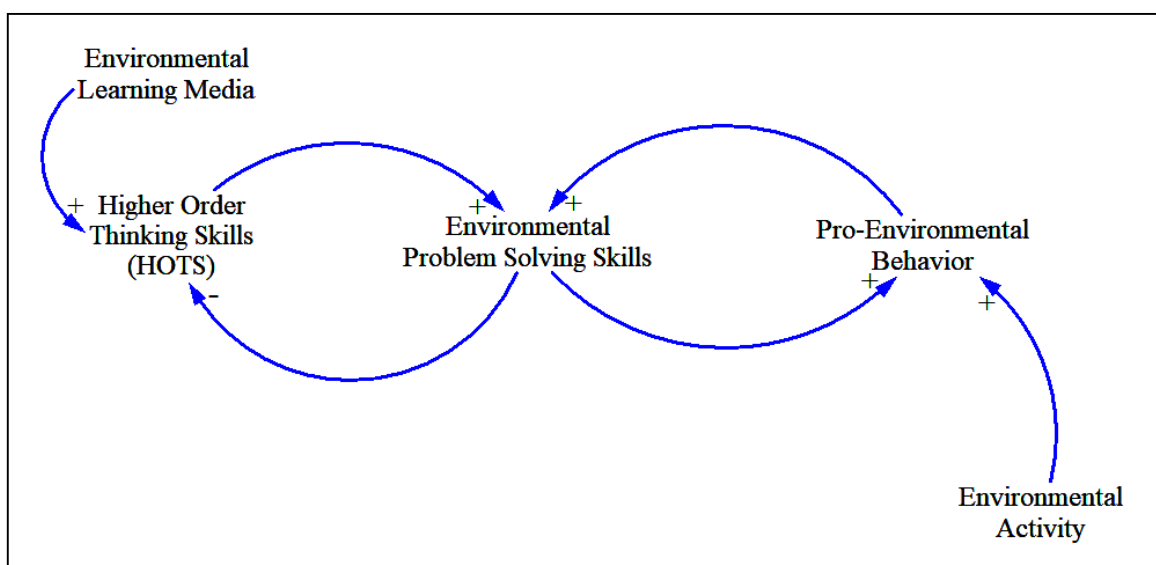 Environmental
Learning Media
+
Higher Order
Thinking Skills
(HOTS)
-
+
+
Environmental
Problem Solving Skills
Pro-Environmental
Behavior
+
+
Environmental
Activity